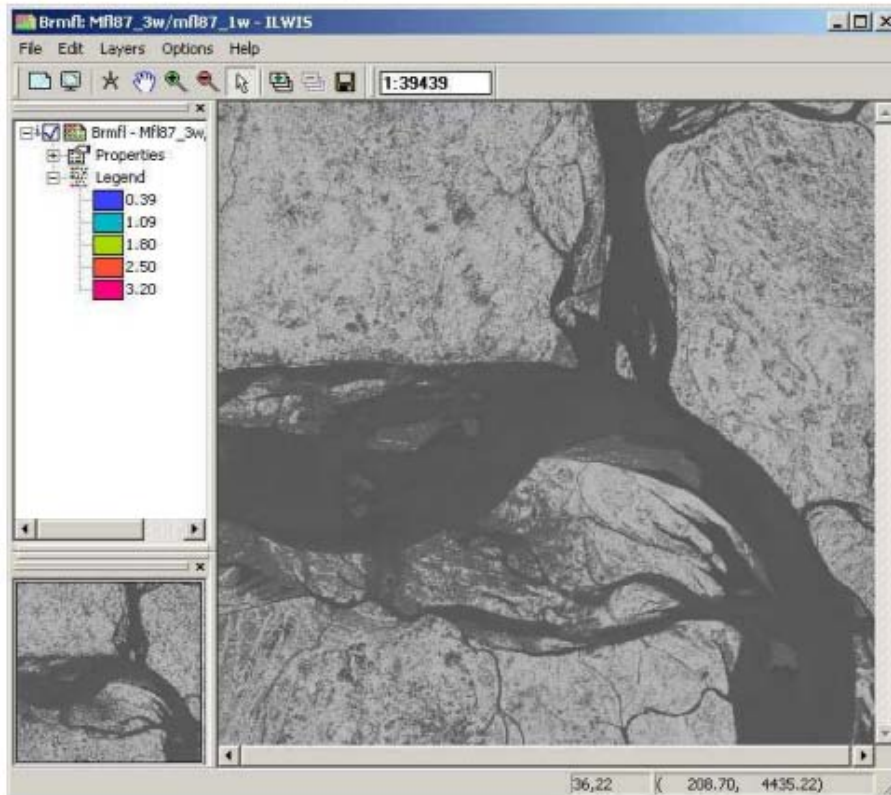 Brmfl: Mfl87_3w/mfl87_1w - ILWIS
File Edit Layers Options Help
1:39439
Brmfl - Mfl87_3w,
Properties
Legend
0.39
1.09
1.80
2.50
3.20
36,22 ( 208.70, 4435.22)